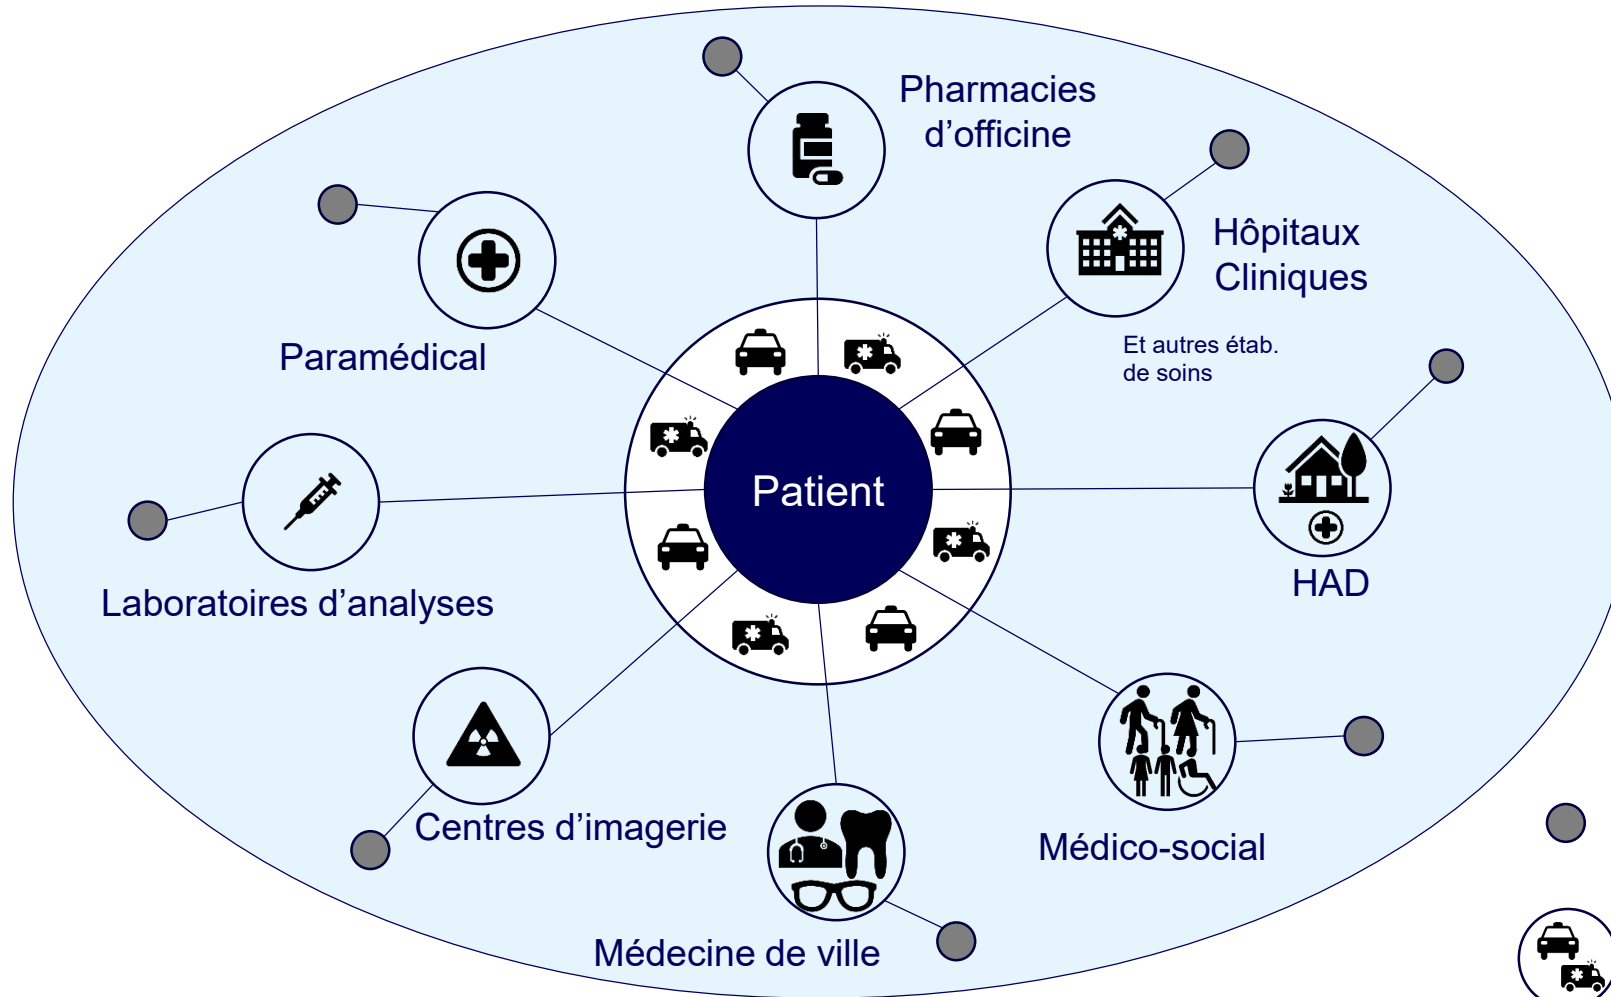 Pharmacies
d’officine
Hôpitaux
Cliniques
Et autres étab.
de soins
Paramédical
Patient
HAD
Laboratoires d’analyses
Centres d’imagerie
Médico-social
Médecine de ville